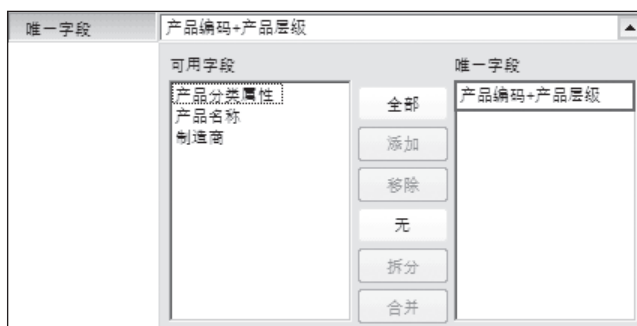 唯一字段
产品编码+产品层级
可用字段
唯一字段
产品分类属性
产品名称
制造商
全部
添加
移除
无
拆分
合并
产品编码+产品层级